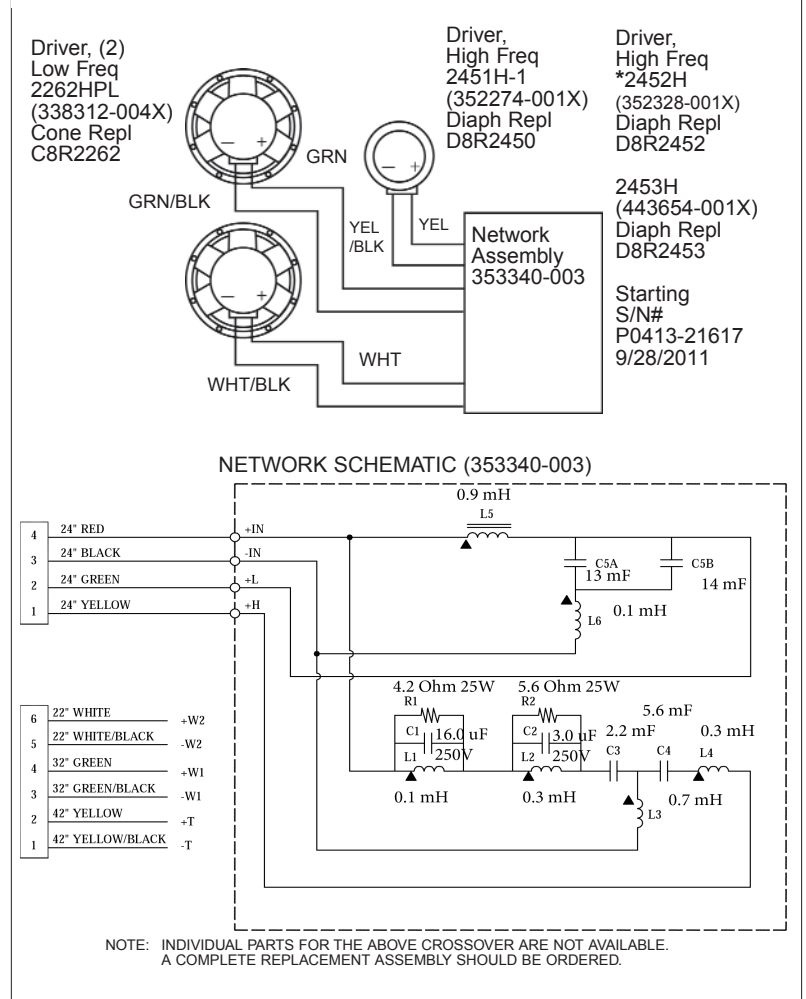 Driver, (2)
Low Freq
2262HPL
(338312-004X)
Cone Repl
C8R2262
Driver,
High Freq
2451H-1
(352274-001X)
Diaph Repl
D8R2450
Driver,
High Freq
*2452H
(352328-001X)
Diaph Repl
D8R2452
2453H
(443654-001X)
Diaph Repl
D8R2453
Starting
S/N#
P0413-21617
9/28/2011
− +
GRN
GRN/BLK
− +
YEL
/BLK
YEL
Network
Assembly
353340-003
− +
WHT
WHT/BLK
NETWORK SCHEMATIC (353340-003)
0.9 mH
L5
4 24" RED +IN
3 24" BLACK -IN
2 24" GREEN +L
1 24" YELLOW +H
C5A
13 mF
C5B
14 mF
L6
0.1 mH
4.2 Ohm 25W
R1
C1 16.0 uF
250V
L1
0.1 mH
5.6 Ohm 25W
R2
C2 3.0 uF
250V
L2
0.3 mH
2.2 mF
C3
5.6 mF
C4
0.3 mH
L4
0.7 mH
L3
6 22" WHITE +W2
5 22" WHITE/BLACK -W2
4 32" GREEN +W1
3 32" GREEN/BLACK -W1
2 42" YELLOW +T
1 42" YELLOW/BLACK -T
NOTE: INDIVIDUAL PARTS FOR THE ABOVE CROSSOVER ARE NOT AVAILABLE.
A COMPLETE REPLACEMENT ASSEMBLY SHOULD BE ORDERED.